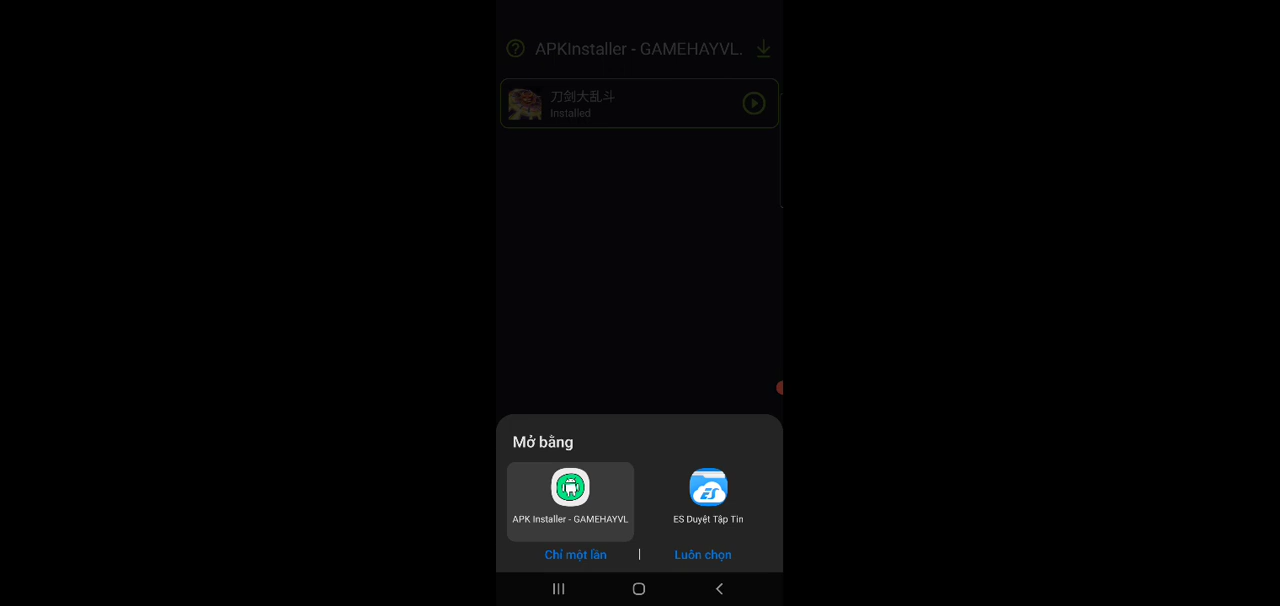 APKInstaller - GAMEHAYVL.
刀剑大乱斗
Installed
Mở bằng
APK Installer - GAMEHAYVL
ES Duyệt Tập Tin
Chỉ một lần | Luôn chọn